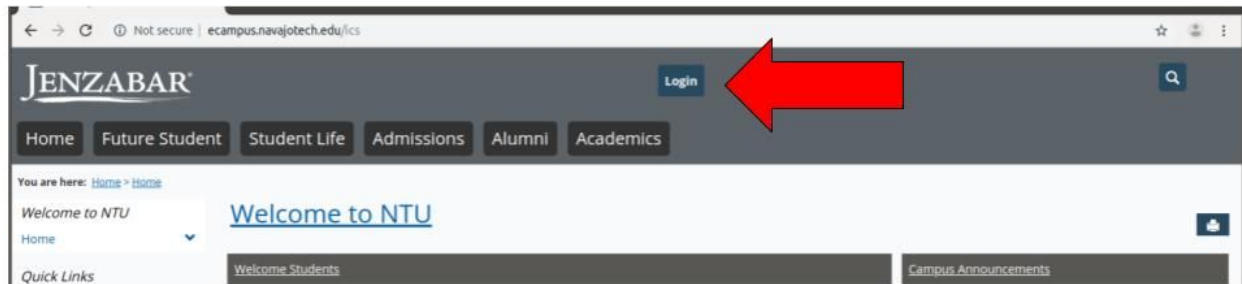 Not secure | ecampus.navajotech.edu/ics
JENZABAR
Login
Home Future Student Student Life Admissions Alumni Academics
You are here: Home > Home
Welcome to NTU
Home
Quick Links
Welcome to NTU
Welcome Students
Campus Announcements